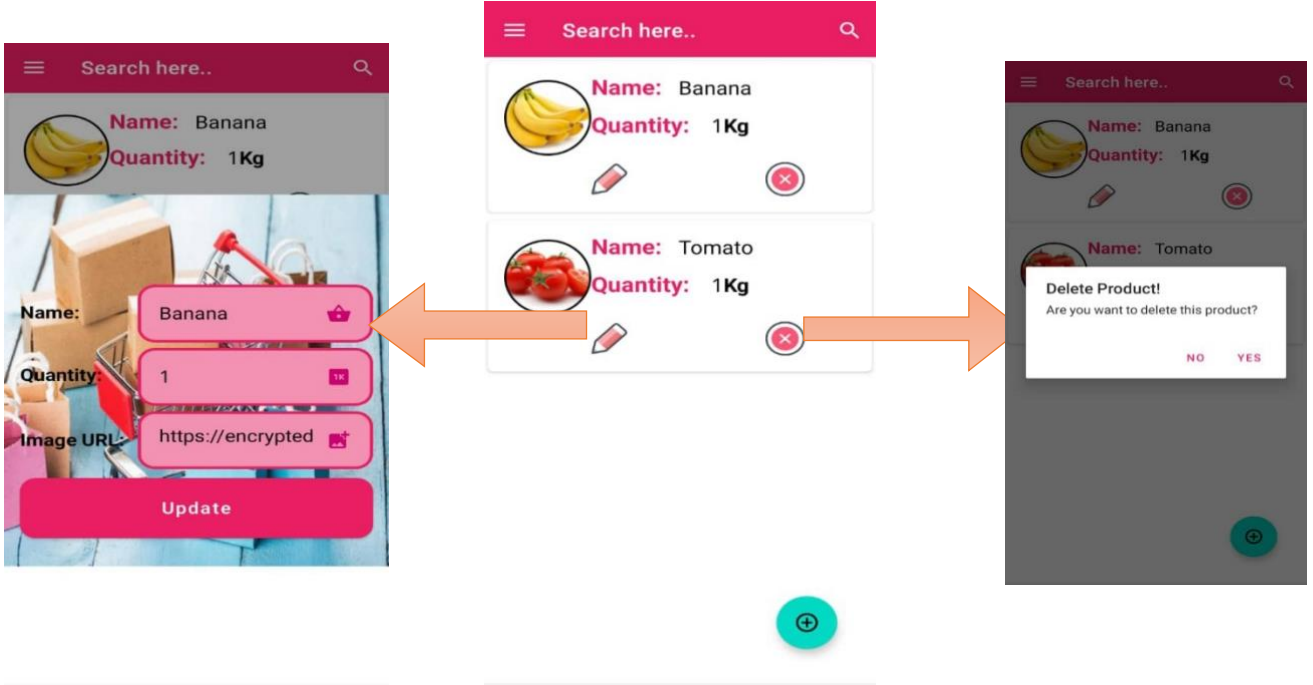 Search here..
Name: Banana
Quantity: 1Kg
Name: Banana
Quantity: 1 1K
Image URL: https://encrypted
Update
Search here..
Name: Banana
Quantity: 1Kg
Name: Tomato
Quantity: 1Kg
Search here..
Name: Banana
Quantity: 1Kg
Name: Tomato
Delete Product!
Are you want to delete this product?
NO YES